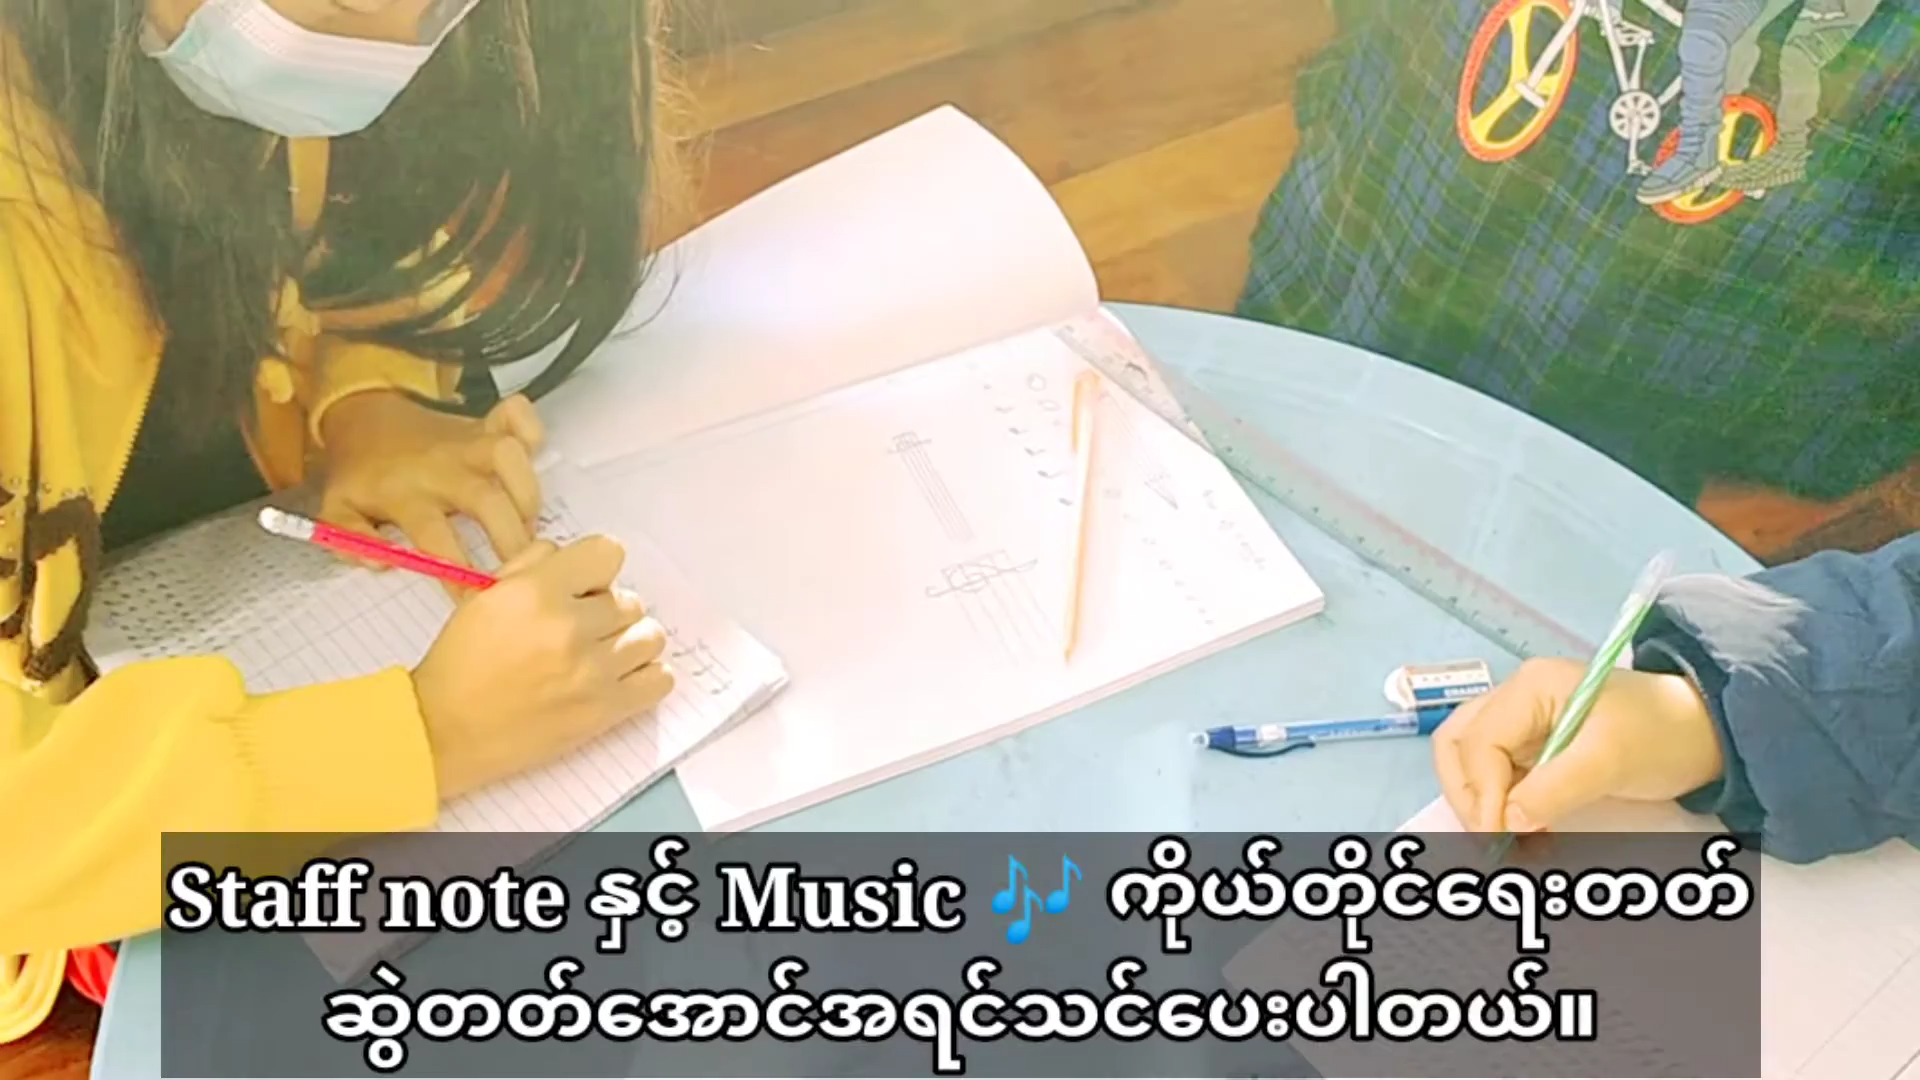 Staff note နှင့် Music 🎶 ကိုယ်တိုင်ရေးတတ်
ဆွဲတတ်အောင်အရင်သင်ပေးပါတယ်။